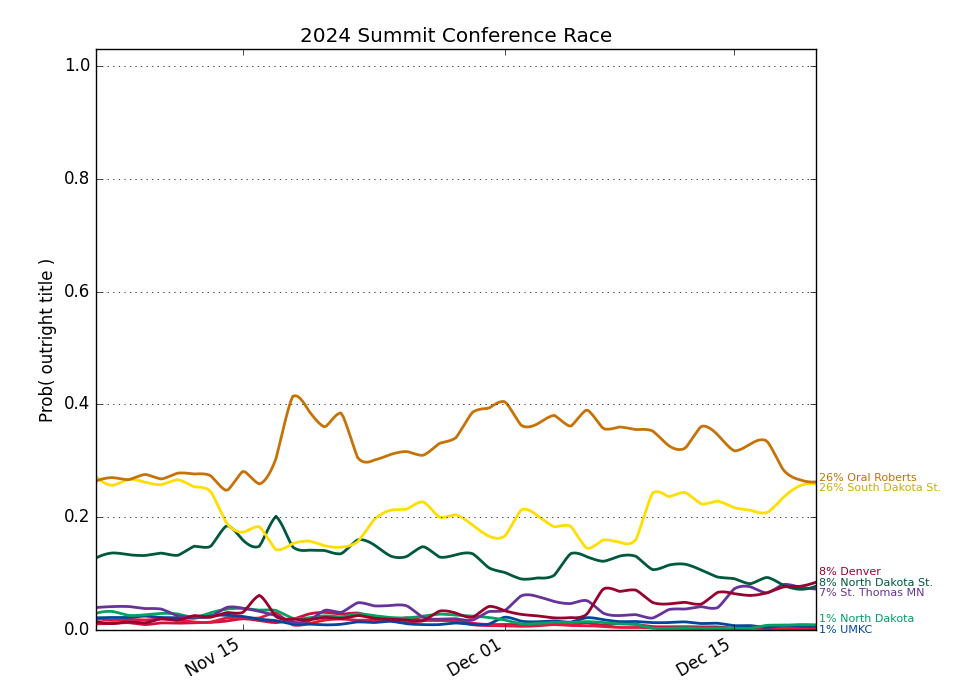 2024 Summit Conference Race
Prob( outright title )
1.0
0.8
0.6
0.4
0.2
0.0
Nov 15
Dec 01
Dec 15
26% Oral Roberts
26% South Dakota St.
8% Denver
8% North Dakota St.
7% St. Thomas MN
1% North Dakota
1% UMKC